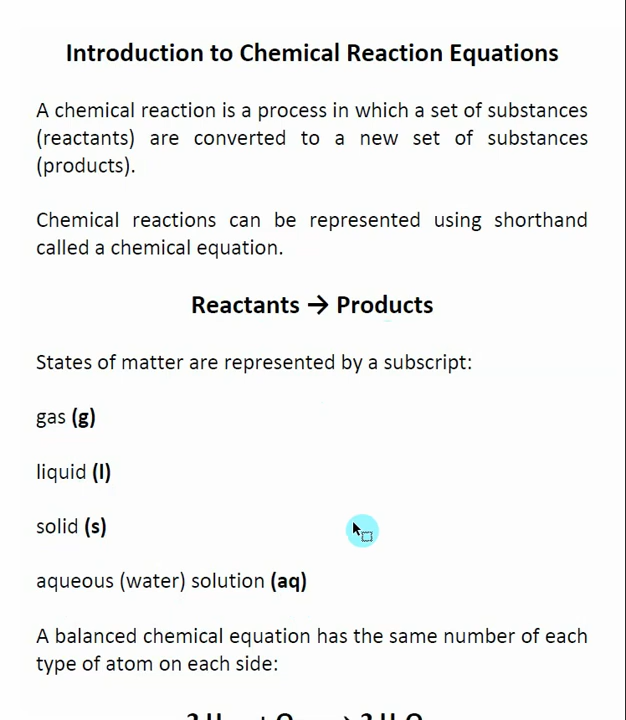 Introduction to Chemical Reaction Equations
A chemical reaction is a process in which a set of substances
(reactants) are converted to a new set of substances
(products).
Chemical reactions can be represented using shorthand
called a chemical equation.
Reactants → Products
States of matter are represented by a subscript:
gas (g)
liquid (l)
solid (s)
aqueous (water) solution (aq)
A balanced chemical equation has the same number of each
type of atom on each side: